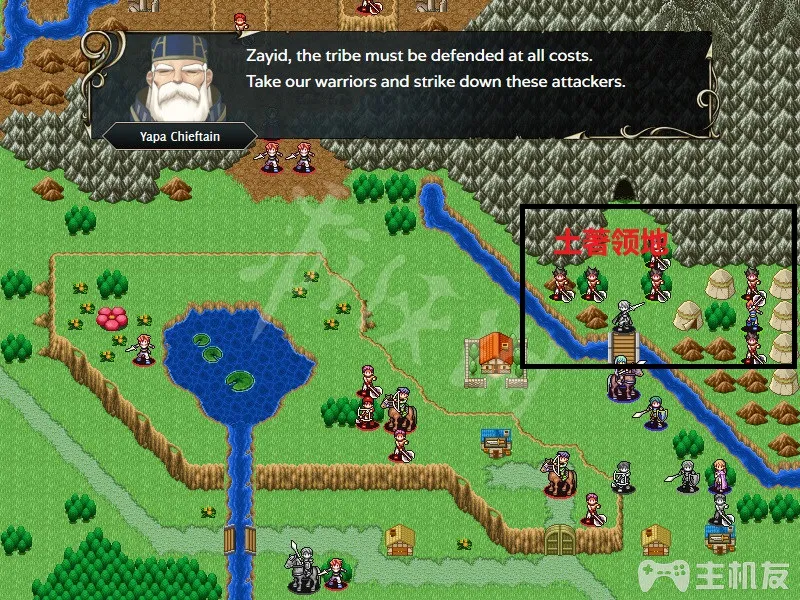 Zayid, the tribe must be defended at all costs.
Take our warriors and strike down these attackers.
Yapa Chieftain
土著领地
主机友